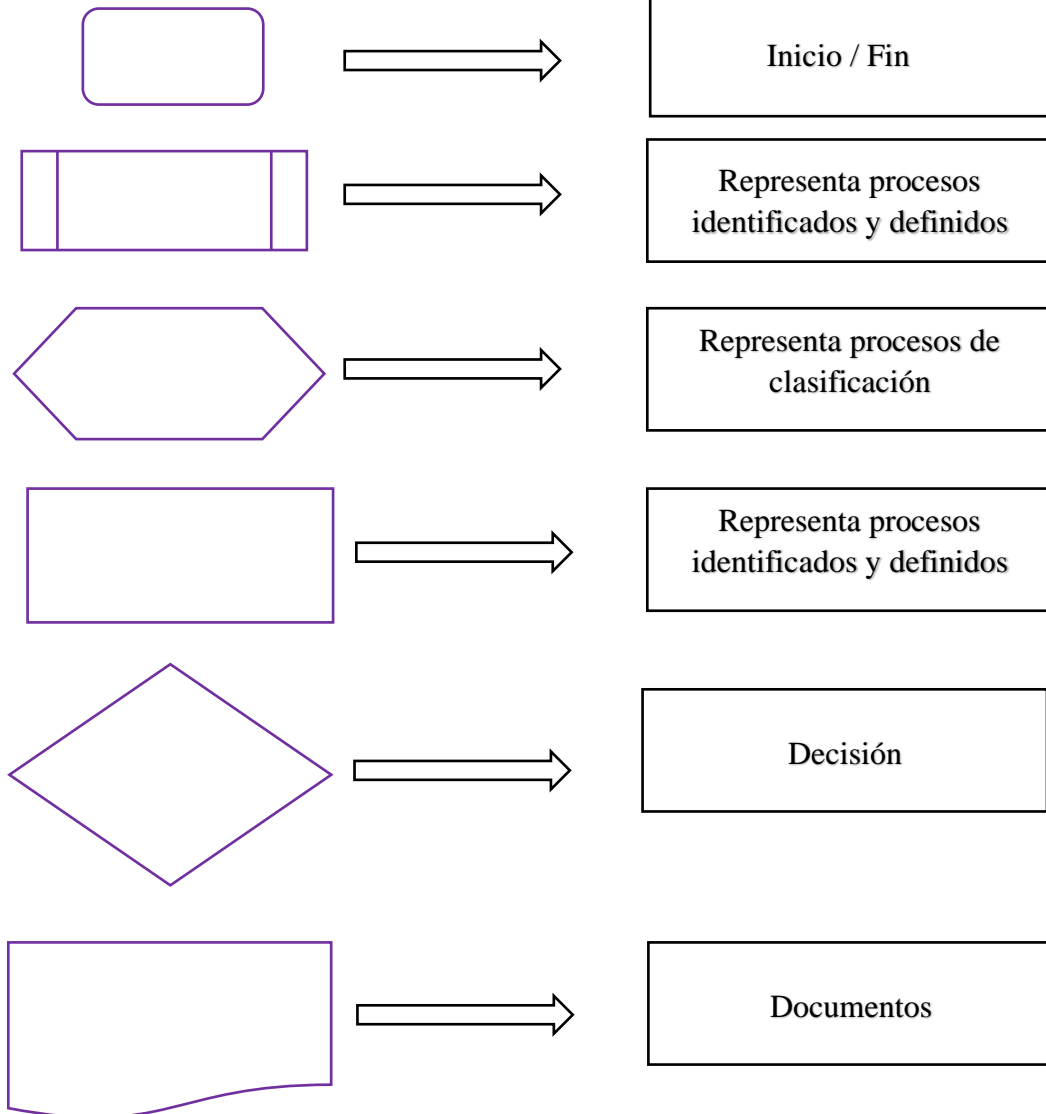 Inicio / Fin
Representa procesos
identificados y definidos
Representa procesos de
clasificación
Representa procesos
identificados y definidos
Decisión
Documentos